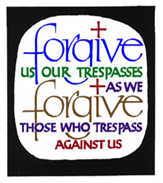 forgive
US OUR TRESPASSES
AS WE
forgive
THOSE WHO TRESPASS
AGAINST US